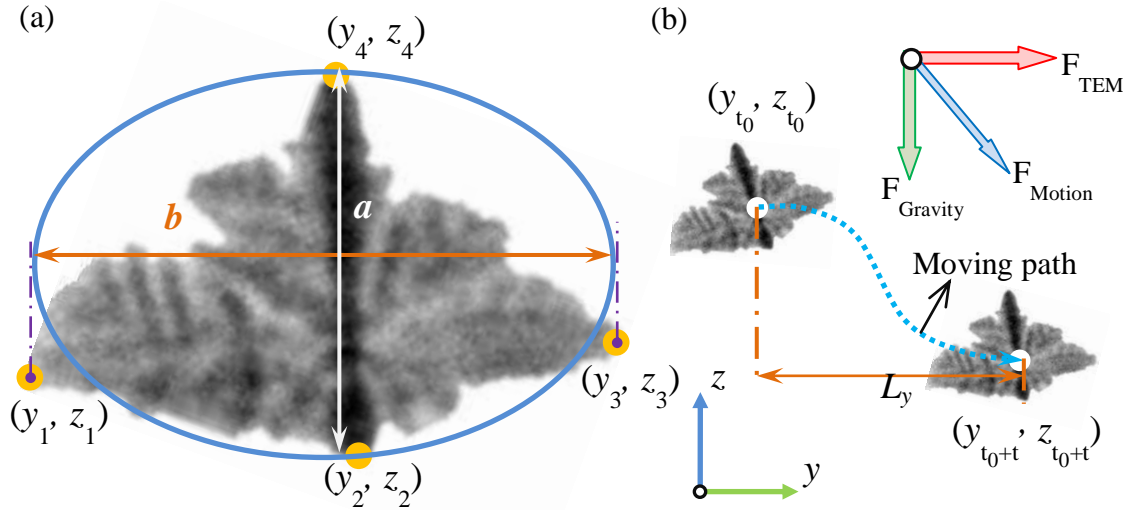 (a)
(y4, z4)
b
a
(y1, z1)
(y2, z2)
(y3, z3)
(b)
(yt0, zt0)
FTEM
FGravity
FMotion
Moving path
Ly
z
y
(yt0+t, zt0+t)